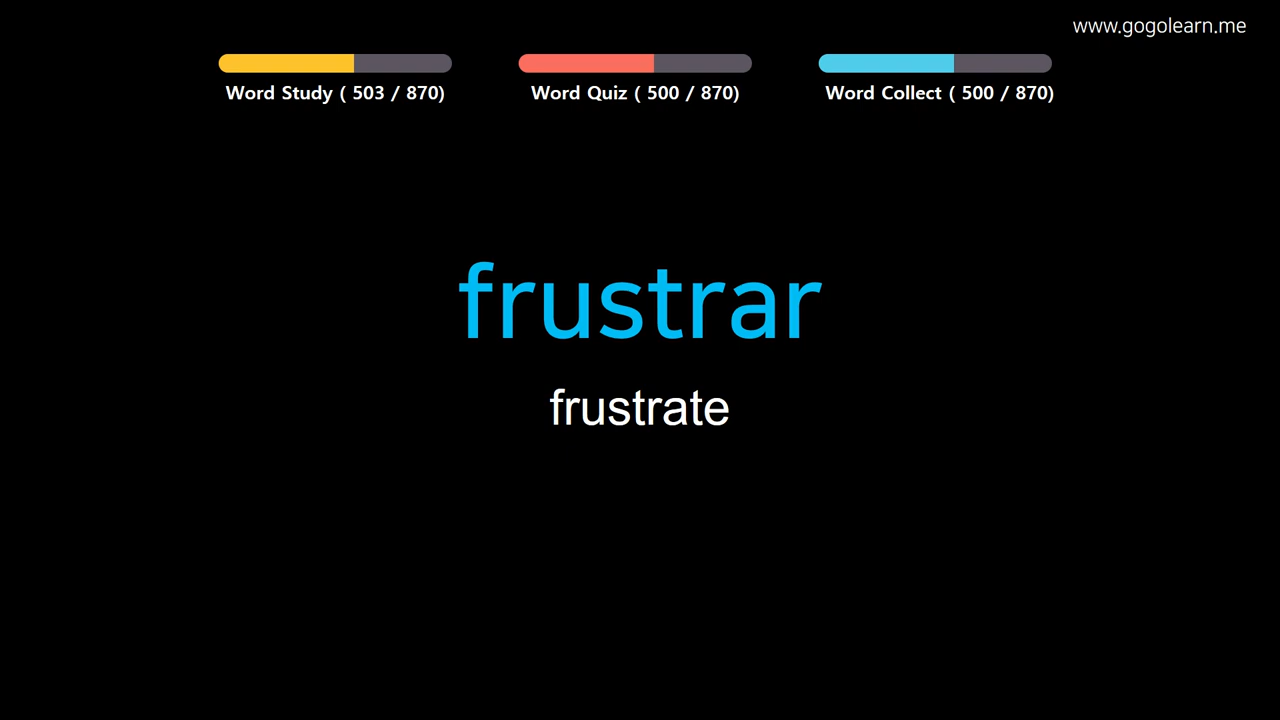 www.gogolearn.me
Word Study ( 503 / 870)
Word Quiz ( 500 / 870)
Word Collect ( 500 / 870)
frustrar
frustrate